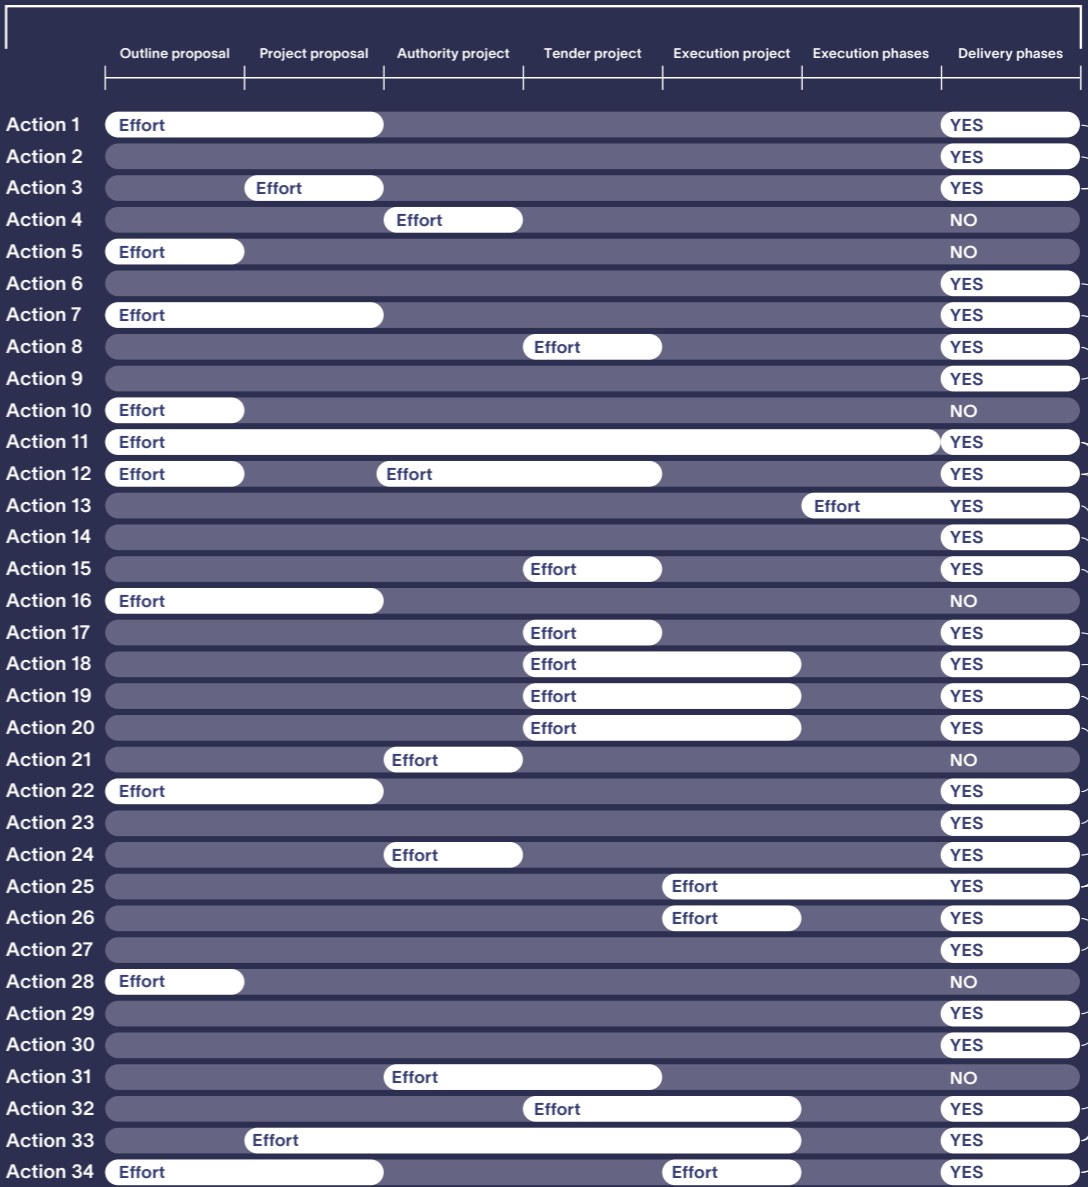 Outline proposal Project proposal Authority project Tender project Execution project Execution phases Delivery phases
Action 1 Effort YES
Action 2 YES
Action 3 Effort YES
Action 4 Effort NO
Action 5 Effort NO
Action 6 YES
Action 7 Effort YES
Action 8 Effort YES
Action 9 YES
Action 10 Effort NO
Action 11 Effort YES
Action 12 Effort Effort YES
Action 13 Effort YES
Action 14 YES
Action 15 Effort YES
Action 16 Effort NO
Action 17 Effort YES
Action 18 Effort YES
Action 19 Effort YES
Action 20 Effort YES
Action 21 Effort NO
Action 22 Effort YES
Action 23 YES
Action 24 Effort YES
Action 25 Effort YES
Action 26 Effort YES
Action 27 YES
Action 28 Effort NO
Action 29 YES
Action 30 YES
Action 31 Effort NO
Action 32 Effort YES
Action 33 Effort YES
Action 34 Effort Effort YES